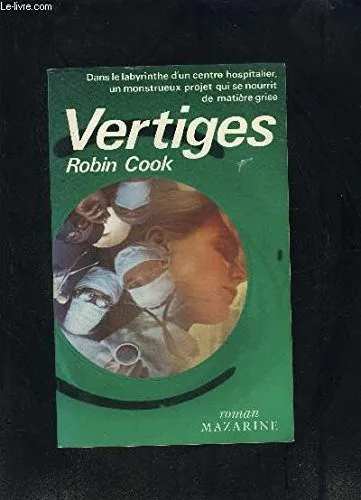 Le-livre.com
Dans le labyrinthe d'un centre hospitalier,
un monstrueux projet qui se nourrit
de matière grise
Vertiges
Robin Cook
roman
MAZARINE